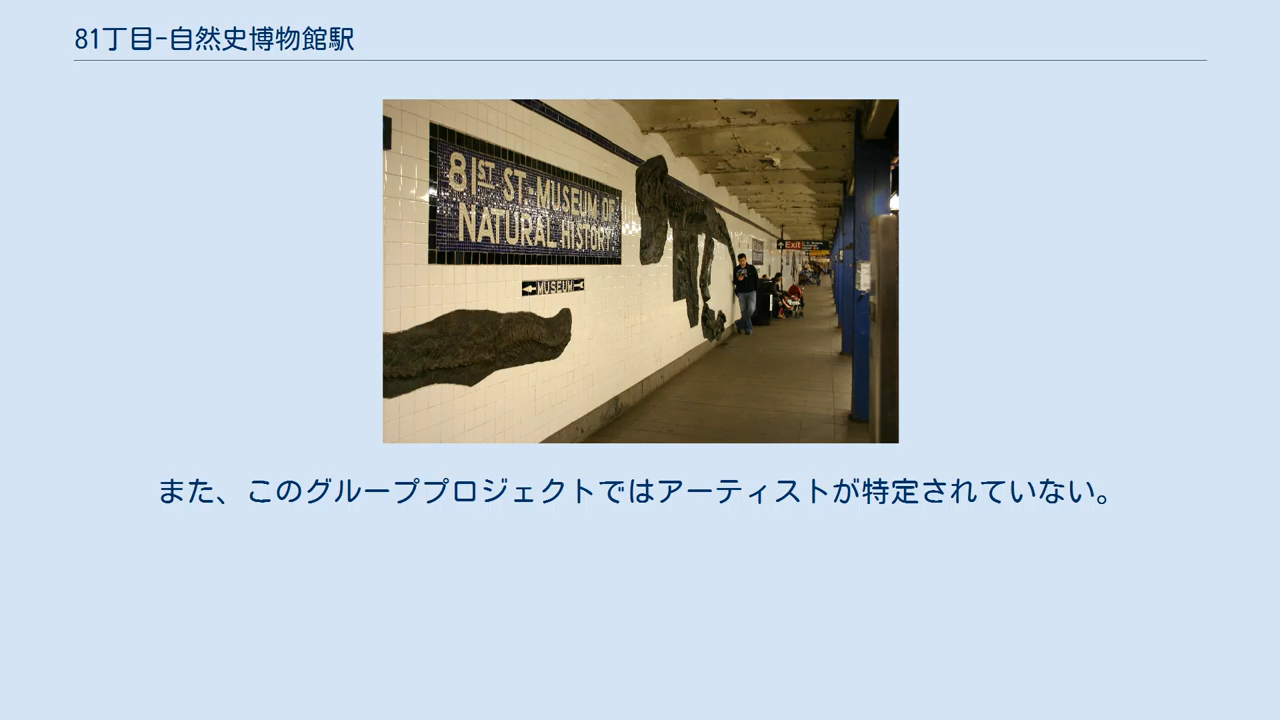 81丁目-自然史博物館駅
81ST ST-MUSEUM OF
NATURAL HISTORY
MUSEUM
Exit
また、このグループプロジェクトではアーティストが特定されていない。